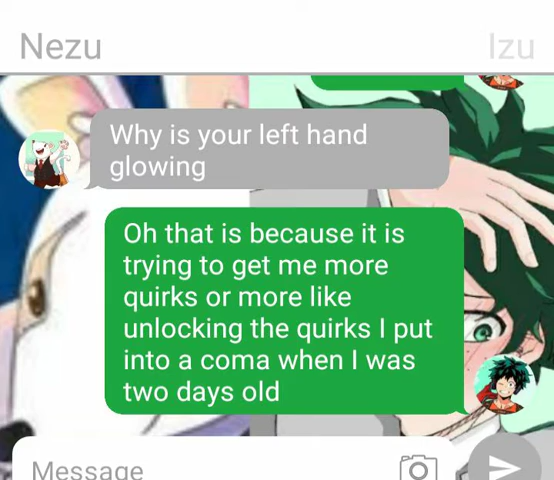 Nezu
Izu
Why is your left hand
glowing
Oh that is because it is
trying to get me more
quirks or more like
unlocking the quirks I put
into a coma when I was
two days old
Message